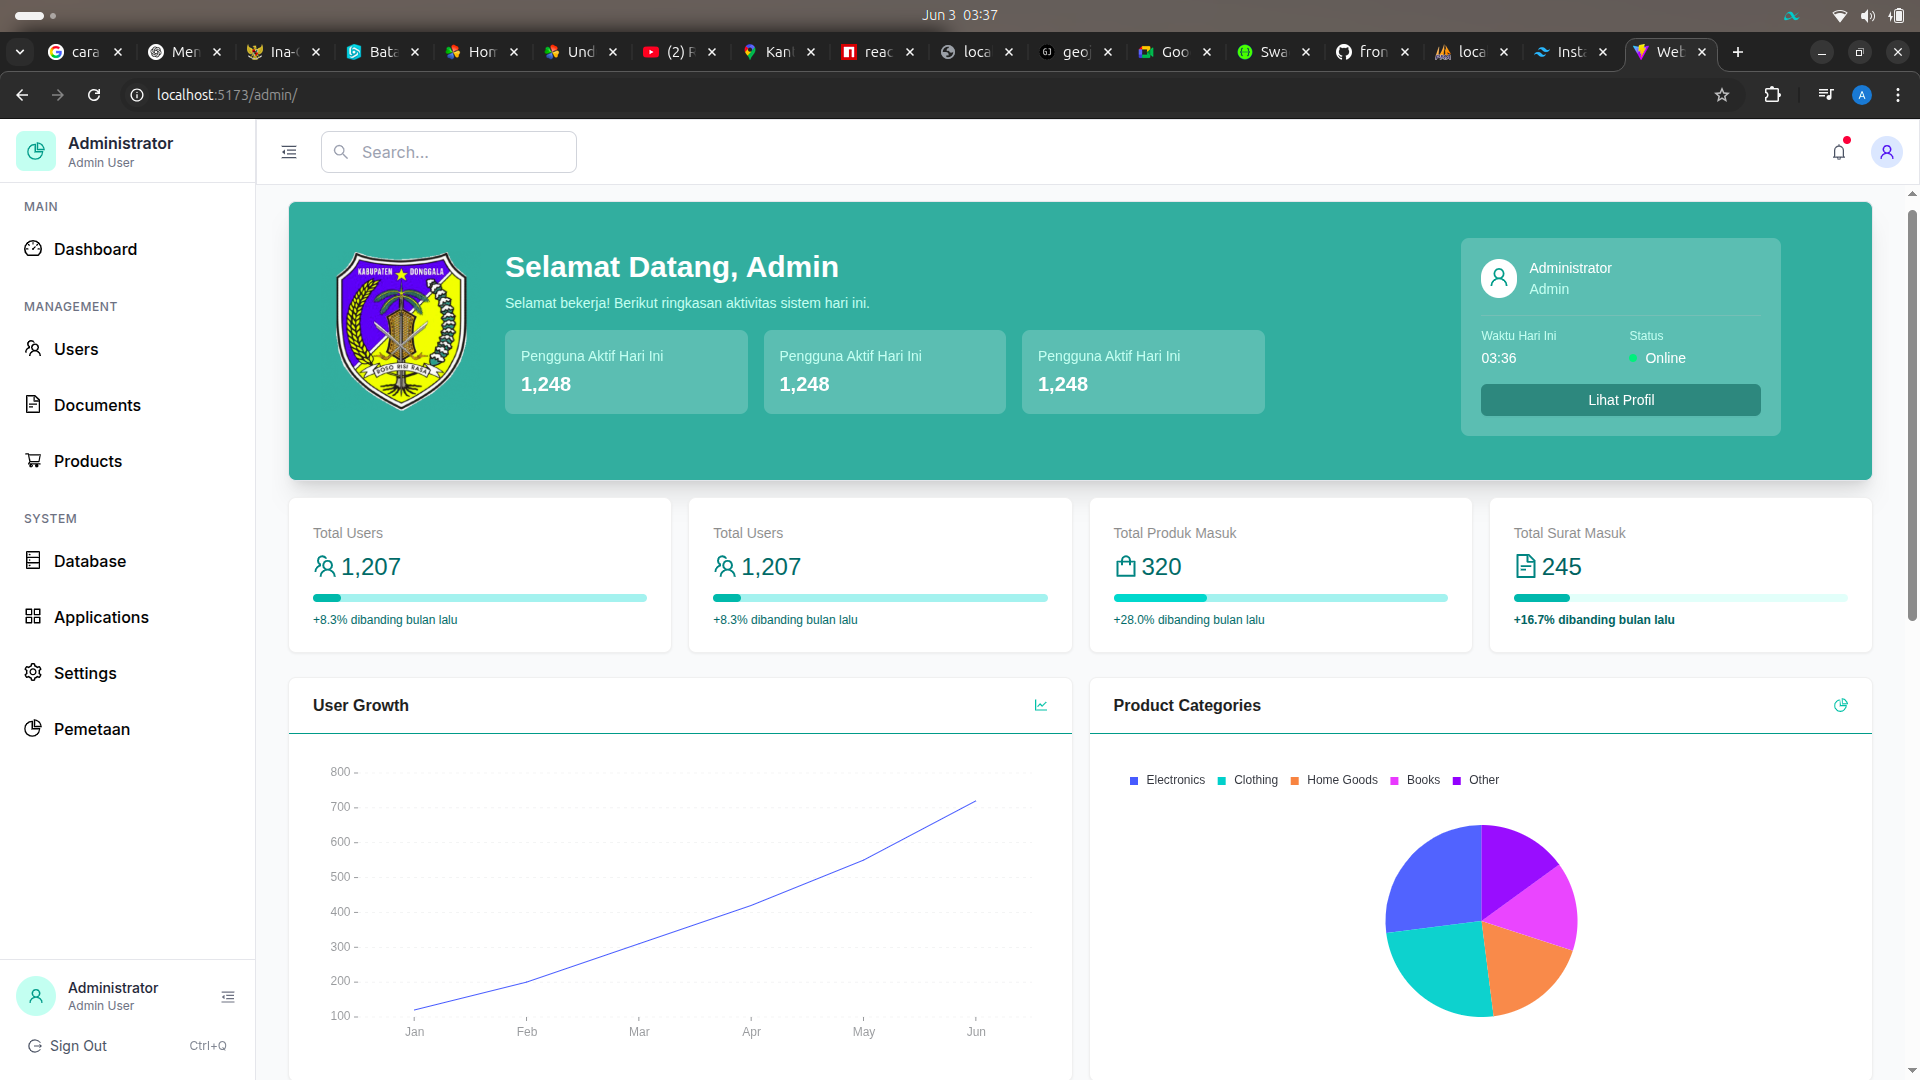 Jun 3 03:37
cara
Men
Ina-
Bata
Hom
Und
(2) R
Kant
reac
loca
geoj
Goo
Swa
fron
loca
Insta
Web
localhost:5173/admin/
A
Administrator
Admin User
Search...
MAIN
Dashboard
MANAGEMENT
Users
Documents
Products
SYSTEM
Database
Applications
Settings
Pemetaan
Administrator
Admin User
Sign Out
Ctrl+Q
KABUPATEN DONGGALA
ROSO RISI RASA
Selamat Datang, Admin
Selamat bekerja! Berikut ringkasan aktivitas sistem hari ini.
Pengguna Aktif Hari Ini
1,248
Pengguna Aktif Hari Ini
1,248
Pengguna Aktif Hari Ini
1,248
Administrator
Admin
Waktu Hari Ini
03:36
Status
Online
Lihat Profil
Total Users
1,207
+8.3% dibanding bulan lalu
Total Users
1,207
+8.3% dibanding bulan lalu
Total Produk Masuk
320
+28.0% dibanding bulan lalu
Total Surat Masuk
245
+16.7% dibanding bulan lalu
User Growth
800
700
600
500
400
300
200
100
Jan Feb Mar Apr May Jun
Product Categories
Electronics Clothing Home Goods Books Other